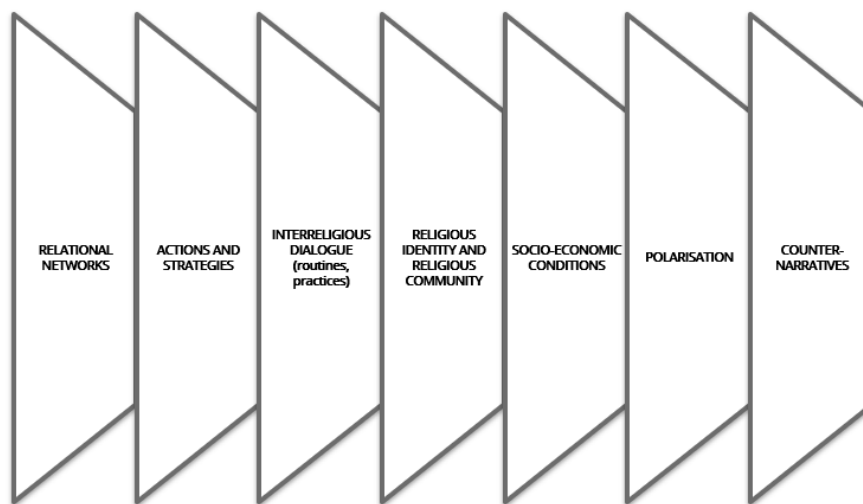 RELATIONAL
NETWORKS
ACTIONS AND
STRATEGIES
INTERRELIGIOUS
DIALOGUE
(routines,
practices)
RELIGIOUS
IDENTITY AND
RELIGIOUS
COMMUNITY
SOCIO-ECONOMIC
CONDITIONS
POLARISATION
COUNTER-
NARRATIVES